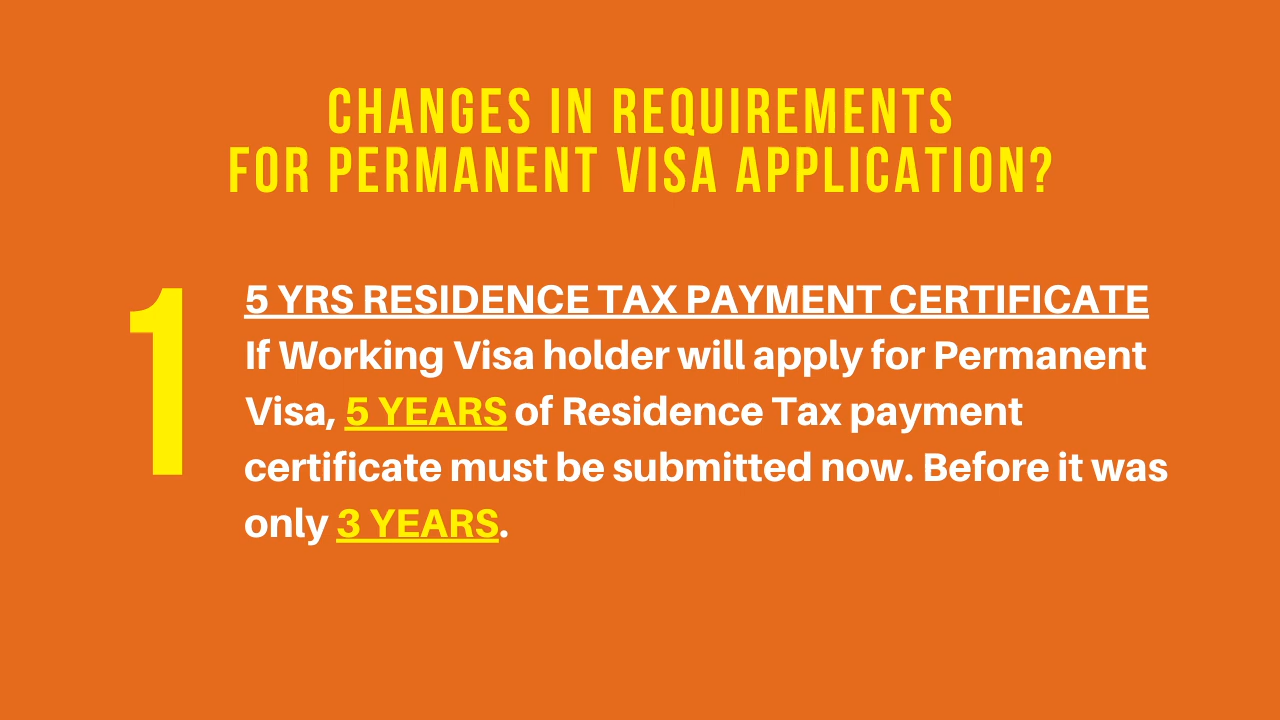 CHANGES IN REQUIREMENTS
FOR PERMANENT VISA APPLICATION?
1
5 YRS RESIDENCE TAX PAYMENT CERTIFICATE
If Working Visa holder will apply for Permanent
Visa, 5 YEARS of Residence Tax payment
certificate must be submitted now. Before it was
only 3 YEARS.